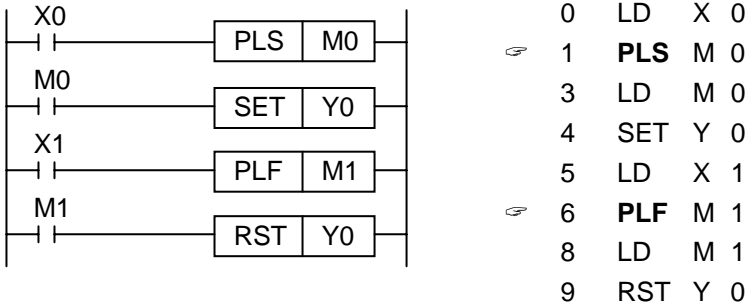 X0
PLS M0
M0
SET Y0
X1
PLF M1
M1
RST Y0
0 LD X 0
☞ 1 PLS M 0
3 LD M 0
4 SET Y 0
5 LD X 1
☞ 6 PLF M 1
8 LD M 1
9 RST Y 0